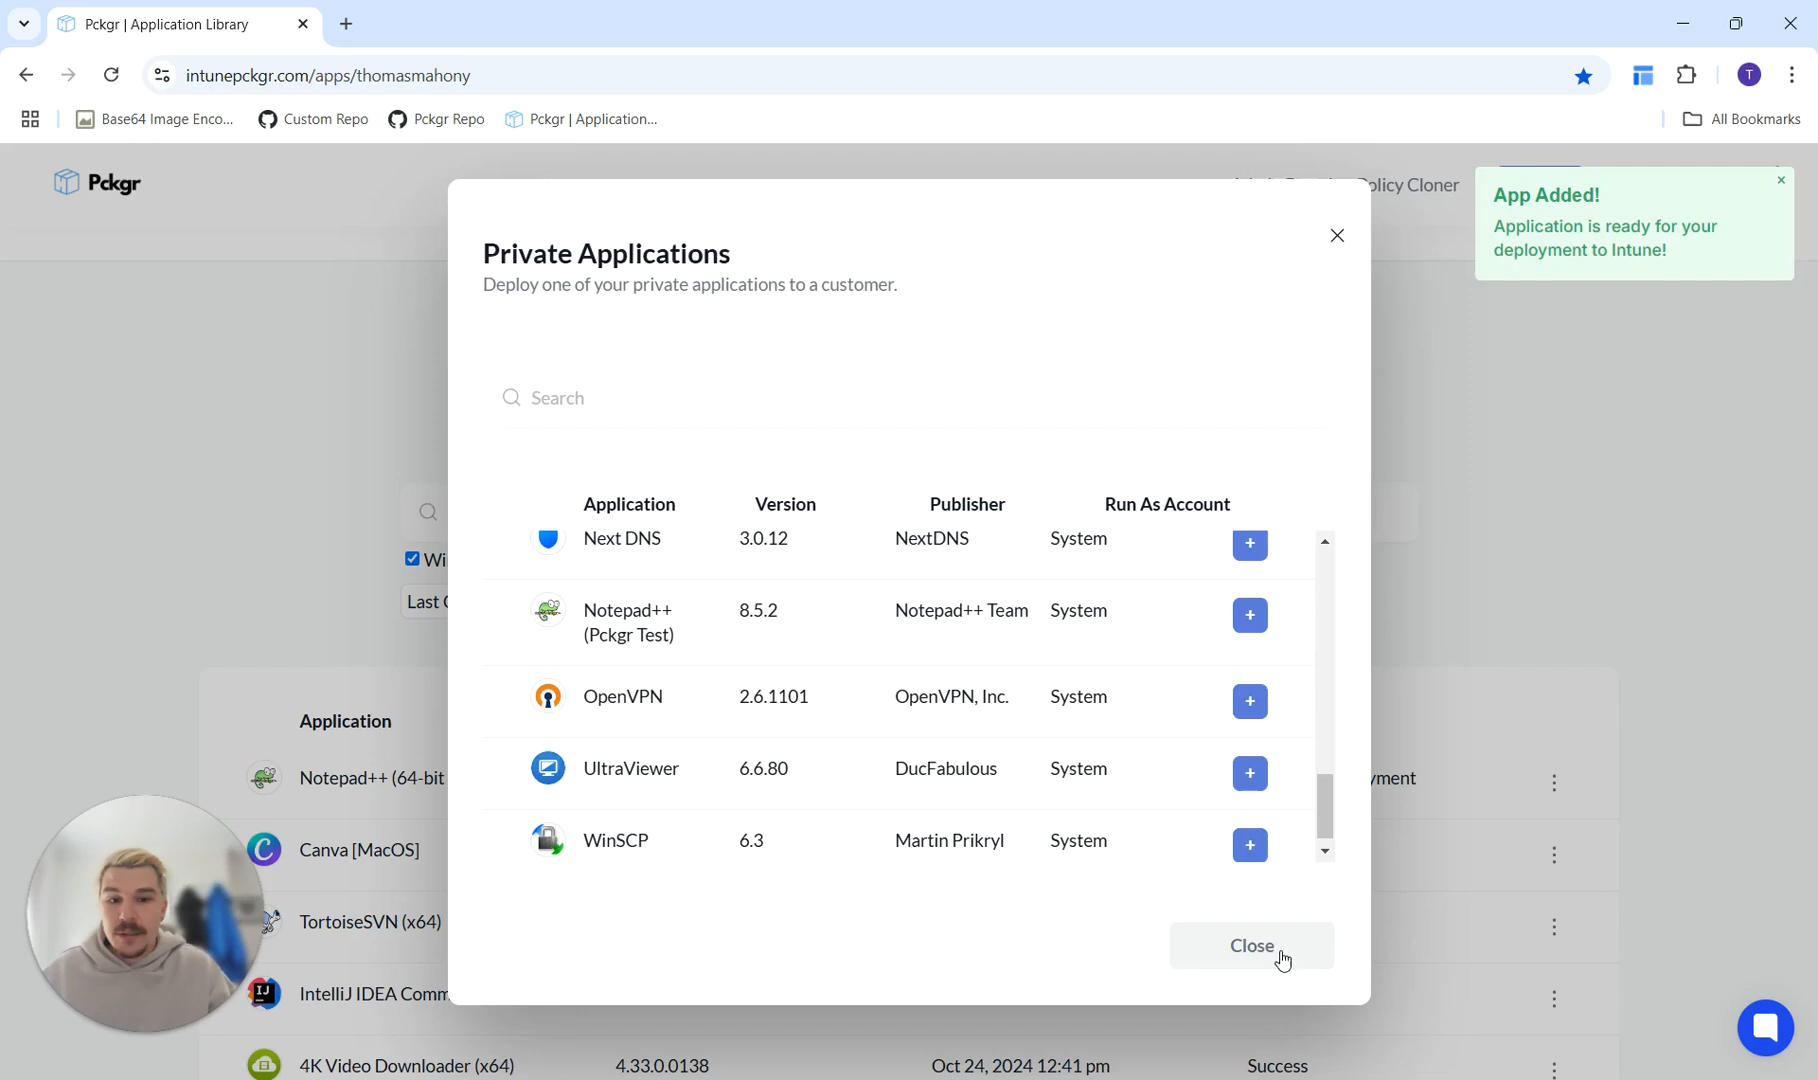 Pckgr | Application Library
intunepckgr.com/apps/thomasmahony
T
Base64 Image Enco...
Custom Repo
Pckgr Repo
Pckgr | Application...
All Bookmarks
Pckgr
Policy Cloner
App Added!
Application is ready for your
deployment to Intune!
Private Applications
Deploy one of your private applications to a customer.
Search
Application Version Publisher Run As Account
Next DNS 3.0.12 NextDNS System +
Notepad++
(Pckgr Test) 8.5.2 Notepad++ Team System +
OpenVPN 2.6.1101 OpenVPN, Inc. System +
UltraViewer 6.6.80 DucFabulous System +
WinSCP 6.3 Martin Prikryl System +
Close
Last
Application
Notepad++ (64-bit
Canva [MacOS]
TortoiseSVN (x64)
IJ
IntelliJ IDEA Comm
4K Video Downloader (x64) 4.33.0.0138 Oct 24, 2024 12:41 pm Success